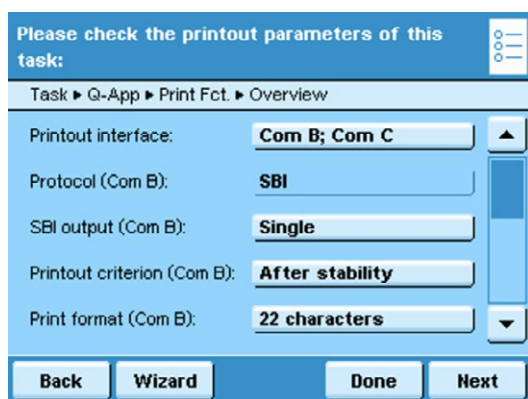 Please check the printout parameters of this
task:
Task ▸ Q-App ▸ Print Fct. ▸ Overview
Printout interface: Com B; Com C
Protocol (Com B): SBI
SBI output (Com B): Single
Printout criterion (Com B): After stability
Print format (Com B): 22 characters
Back Wizard Done Next